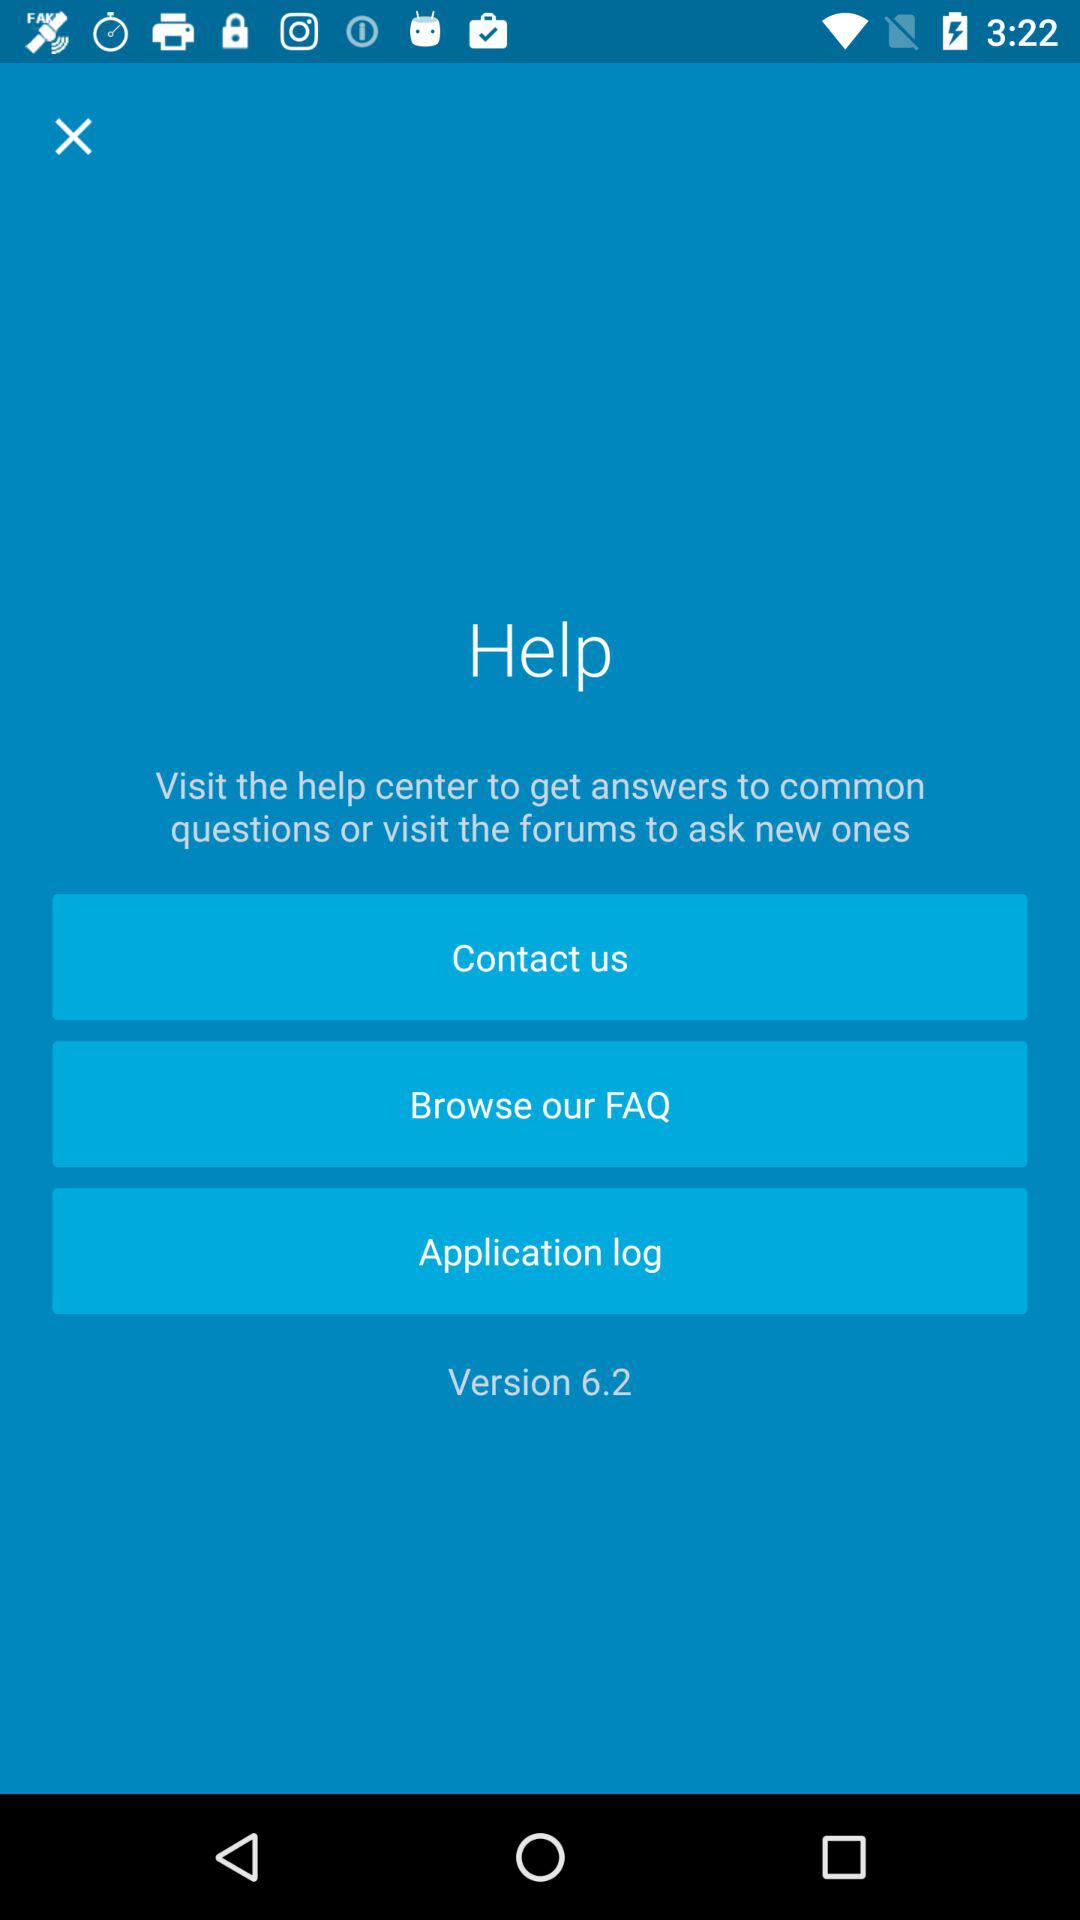 FAKE
3:22
Help
Visit the help center to get answers to common
questions or visit the forums to ask new ones
Contact us
Browse our FAQ
Application log
Version 6.2